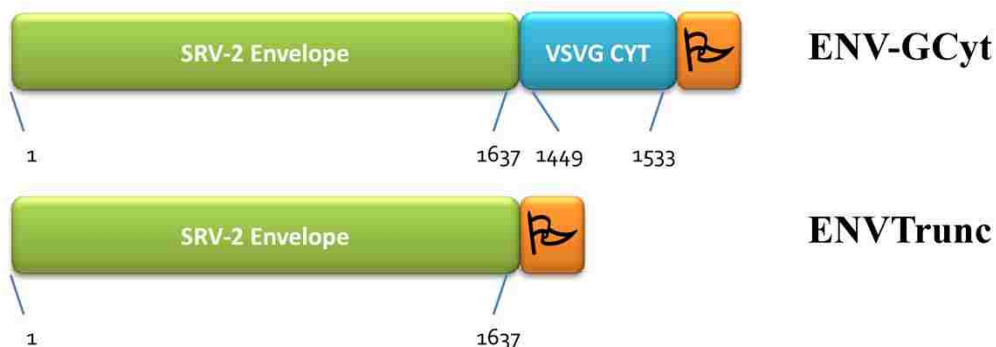 SRV-2 Envelope VSVG CYT ENV-GCyt
1 1637 1449 1533
SRV-2 Envelope ENVTrunc
1 1637